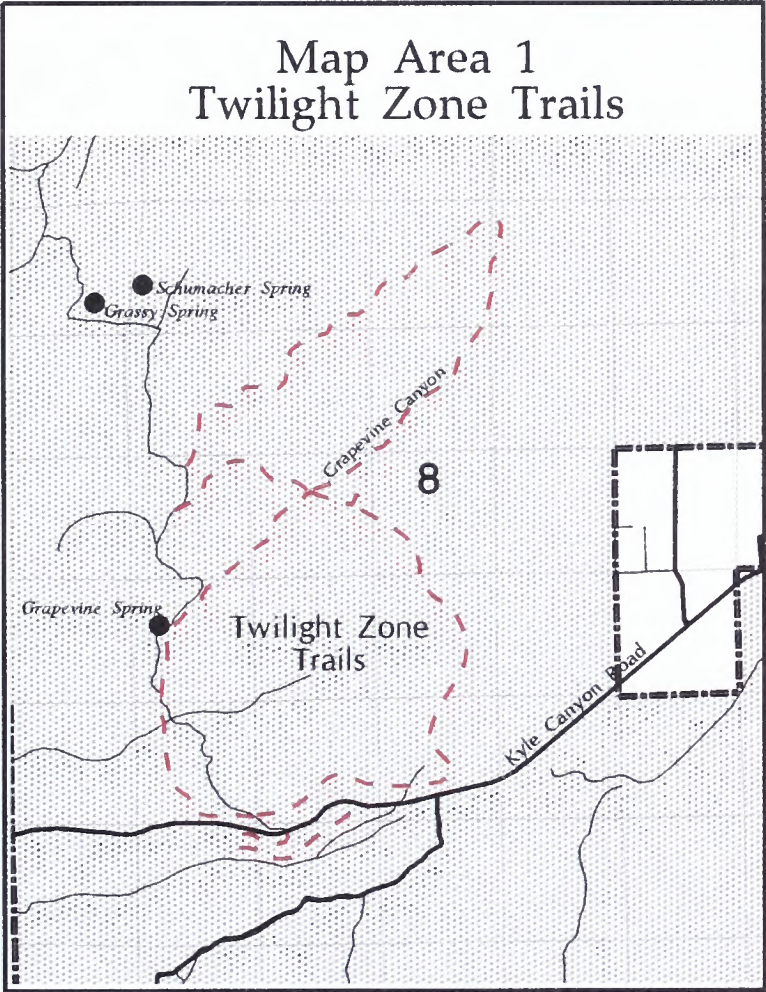 Map Area 1
Twilight Zone Trails
Schumacher Spring
Grassy Spring
Grapevine Canyon
8
Grapevine Spring
Twilight Zone
Trails
Kyle Canyon Road